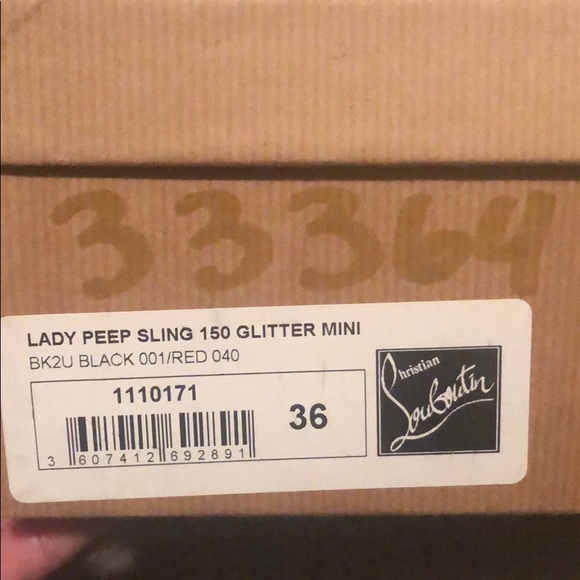 33364
LADY PEEP SLING 150 GLITTER MINI
BK2U BLACK 001/RED 040
1110171
36
3 607412 692891
Christian
Louboutin